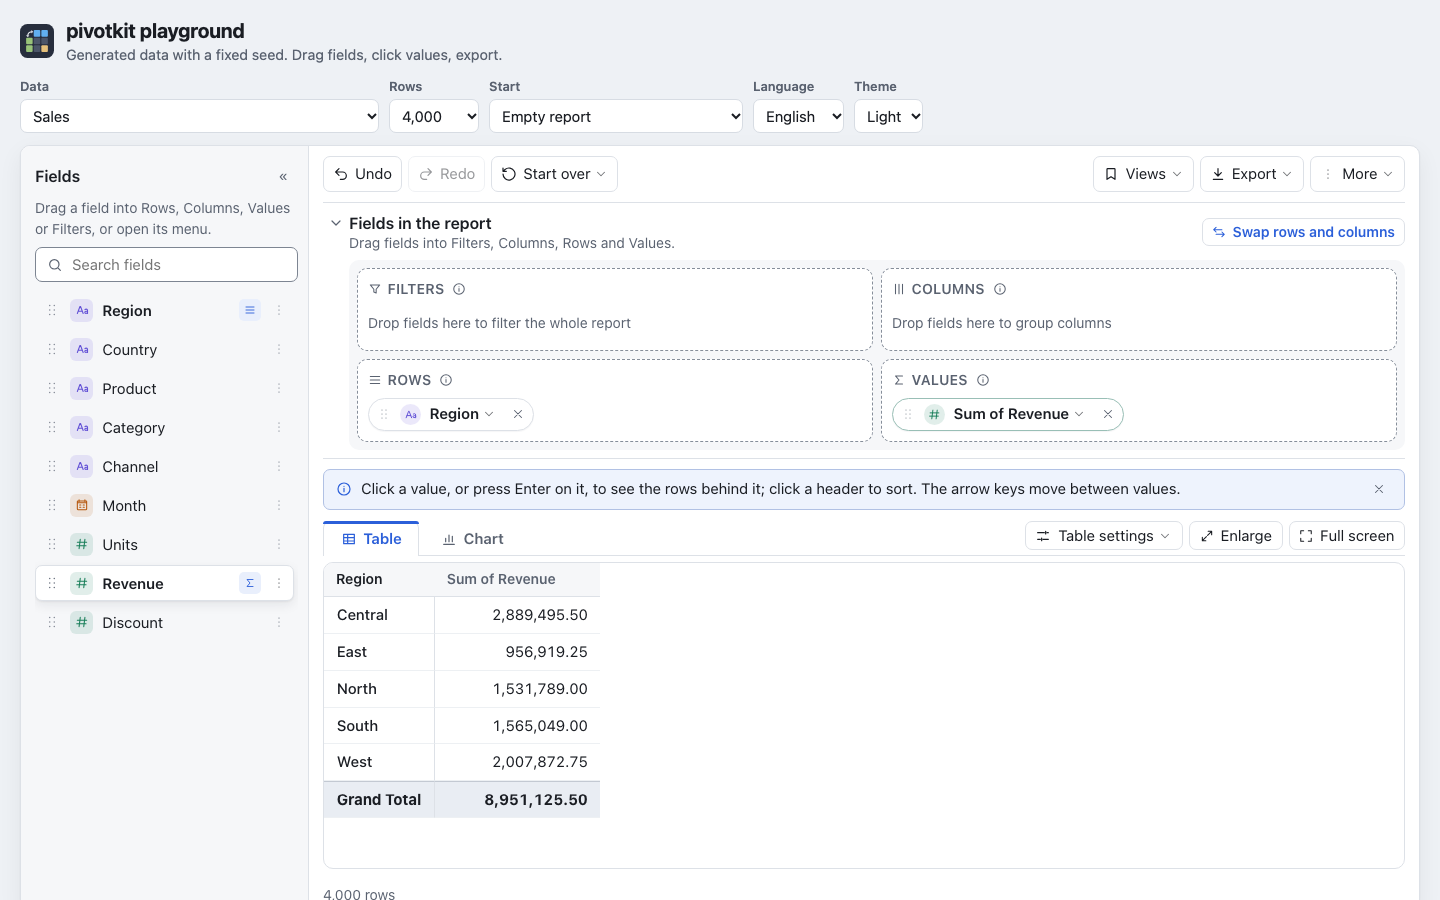 pivotkit playground
Generated data with a fixed seed. Drag fields, click values, export.
Data
Rows
Start
Language
Theme
Sales
4,000
Empty report
English
Light
Fields
«
Drag a field into Rows, Columns, Values
or Filters, or open its menu.
Search fields
Aa Region
Aa Country
Aa Product
Aa Category
Aa Channel
Month
# Units
# Revenue Σ
# Discount
Undo
Redo
Start over
Views
Export
More
Fields in the report
Drag fields into Filters, Columns, Rows and Values.
Swap rows and columns
FILTERS
Drop fields here to filter the whole report
COLUMNS
Drop fields here to group columns
ROWS
Aa Region
Σ VALUES
# Sum of Revenue
Click a value, or press Enter on it, to see the rows behind it; click a header to sort. The arrow keys move between values.
Table
Chart
Table settings
Enlarge
Full screen
Region Sum of Revenue
Central 2,889,495.50
East 956,919.25
North 1,531,789.00
South 1,565,049.00
West 2,007,872.75
Grand Total 8,951,125.50
4,000 rows